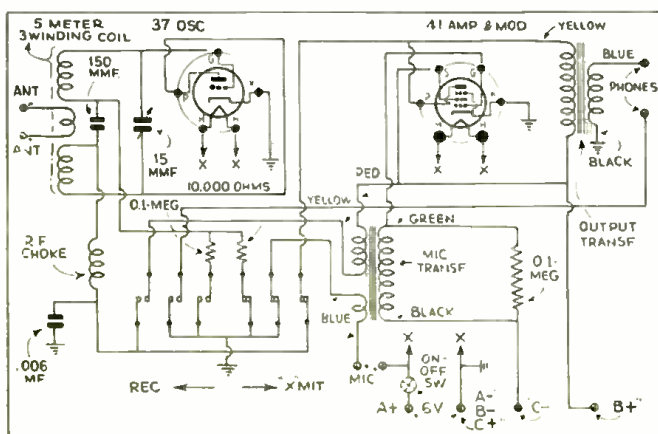 5 METER
3 WINDING COIL
37 OSC
41 AMP & MOD
YELLOW
BLUE
PHONES
BLACK
OUTPUT
TRANSF
150
MMF
ANT
ANT
15
MMF
G
P
K
H
H
X
X
G
P
K
H
H
X
X
10,000 OHMS
0.1-MEG
RED
YELLOW
GREEN
MIC
TRANSF
0.1-
MEG
R F
CHOKE
BLUE
BLACK
.006
MF
REC
X'MIT
MIC
X
ON-
OFF
SW
X
A+
6V
A-
B-
C+
C-
B+